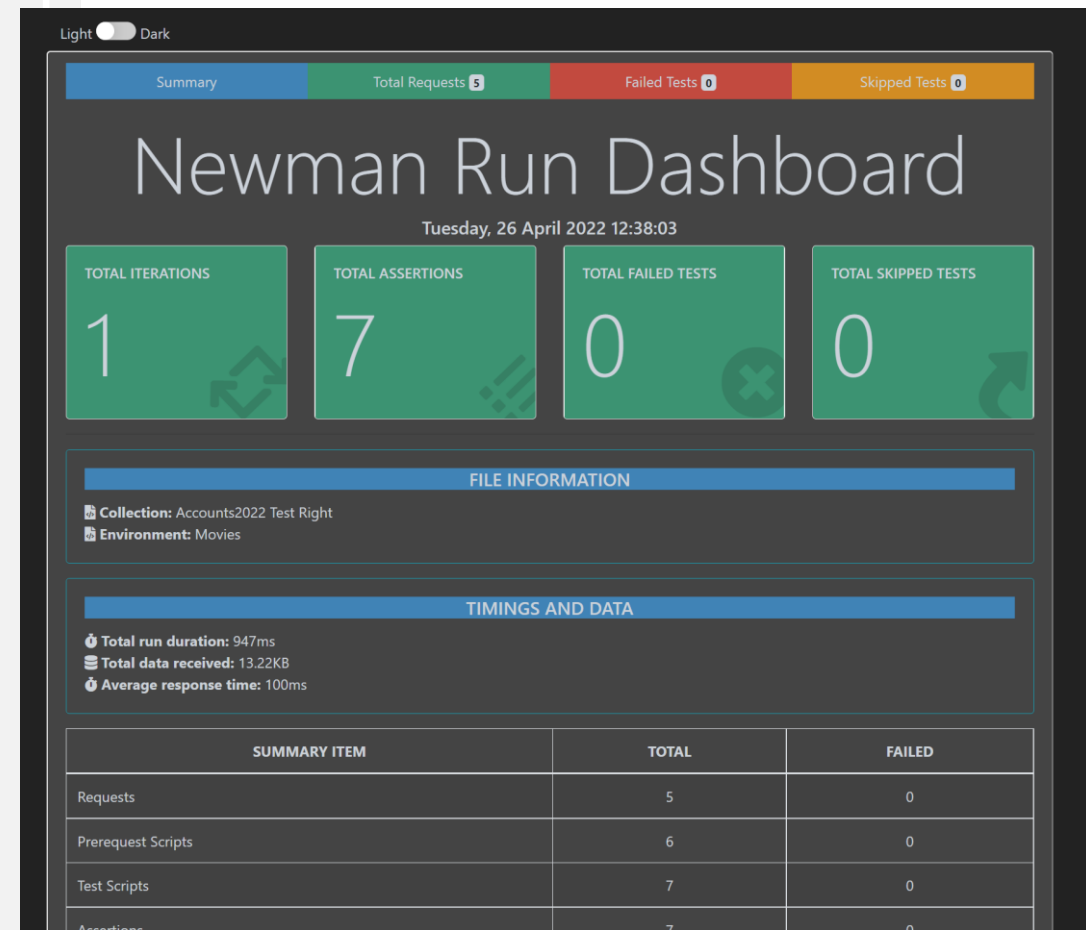 Light Dark
Summary Total Requests 5 Failed Tests 0 Skipped Tests 0
Newman Run Dashboard
Tuesday, 26 April 2022 12:38:03
TOTAL ITERATIONS TOTAL ASSERTIONS TOTAL FAILED TESTS TOTAL SKIPPED TESTS
1 7 0 0
FILE INFORMATION
Collection: Accounts2022 Test Right
Environment: Movies
TIMINGS AND DATA
Total run duration: 947ms
Total data received: 13.22KB
Average response time: 100ms
SUMMARY ITEM TOTAL FAILED
Requests 5 0
Prerequest Scripts 6 0
Test Scripts 7 0
Assertions 7 0